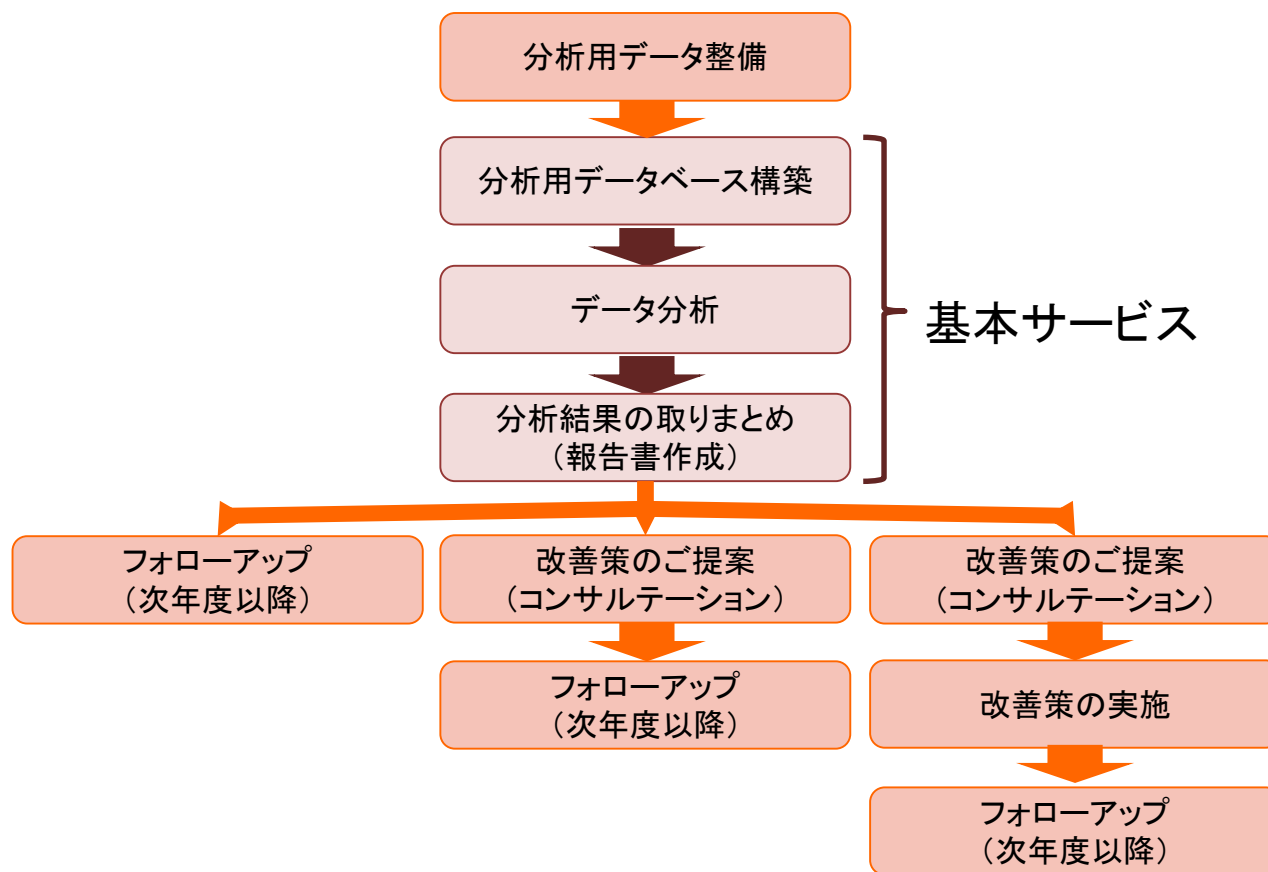 分析用データ整備
分析用データベース構築
データ分析
基本サービス
分析結果の取りまとめ
（報告書作成）
フォローアップ
（次年度以降）
改善策のご提案
（コンサルテーション）
改善策のご提案
（コンサルテーション）
フォローアップ
（次年度以降）
改善策の実施
フォローアップ
（次年度以降）